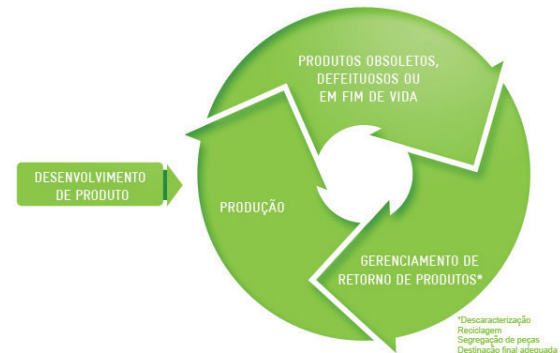 PRODUTOS OBSOLETOS,
DEFEITUOSOS OU
EM FIM DE VIDA
DESENVOLVIMENTO
DE PRODUTO
PRODUÇÃO
GERENCIAMENTO DE
RETORNO DE PRODUTOS*
*Descaracterização
Reciclagem
Segregação de peças
Destinação final adequada